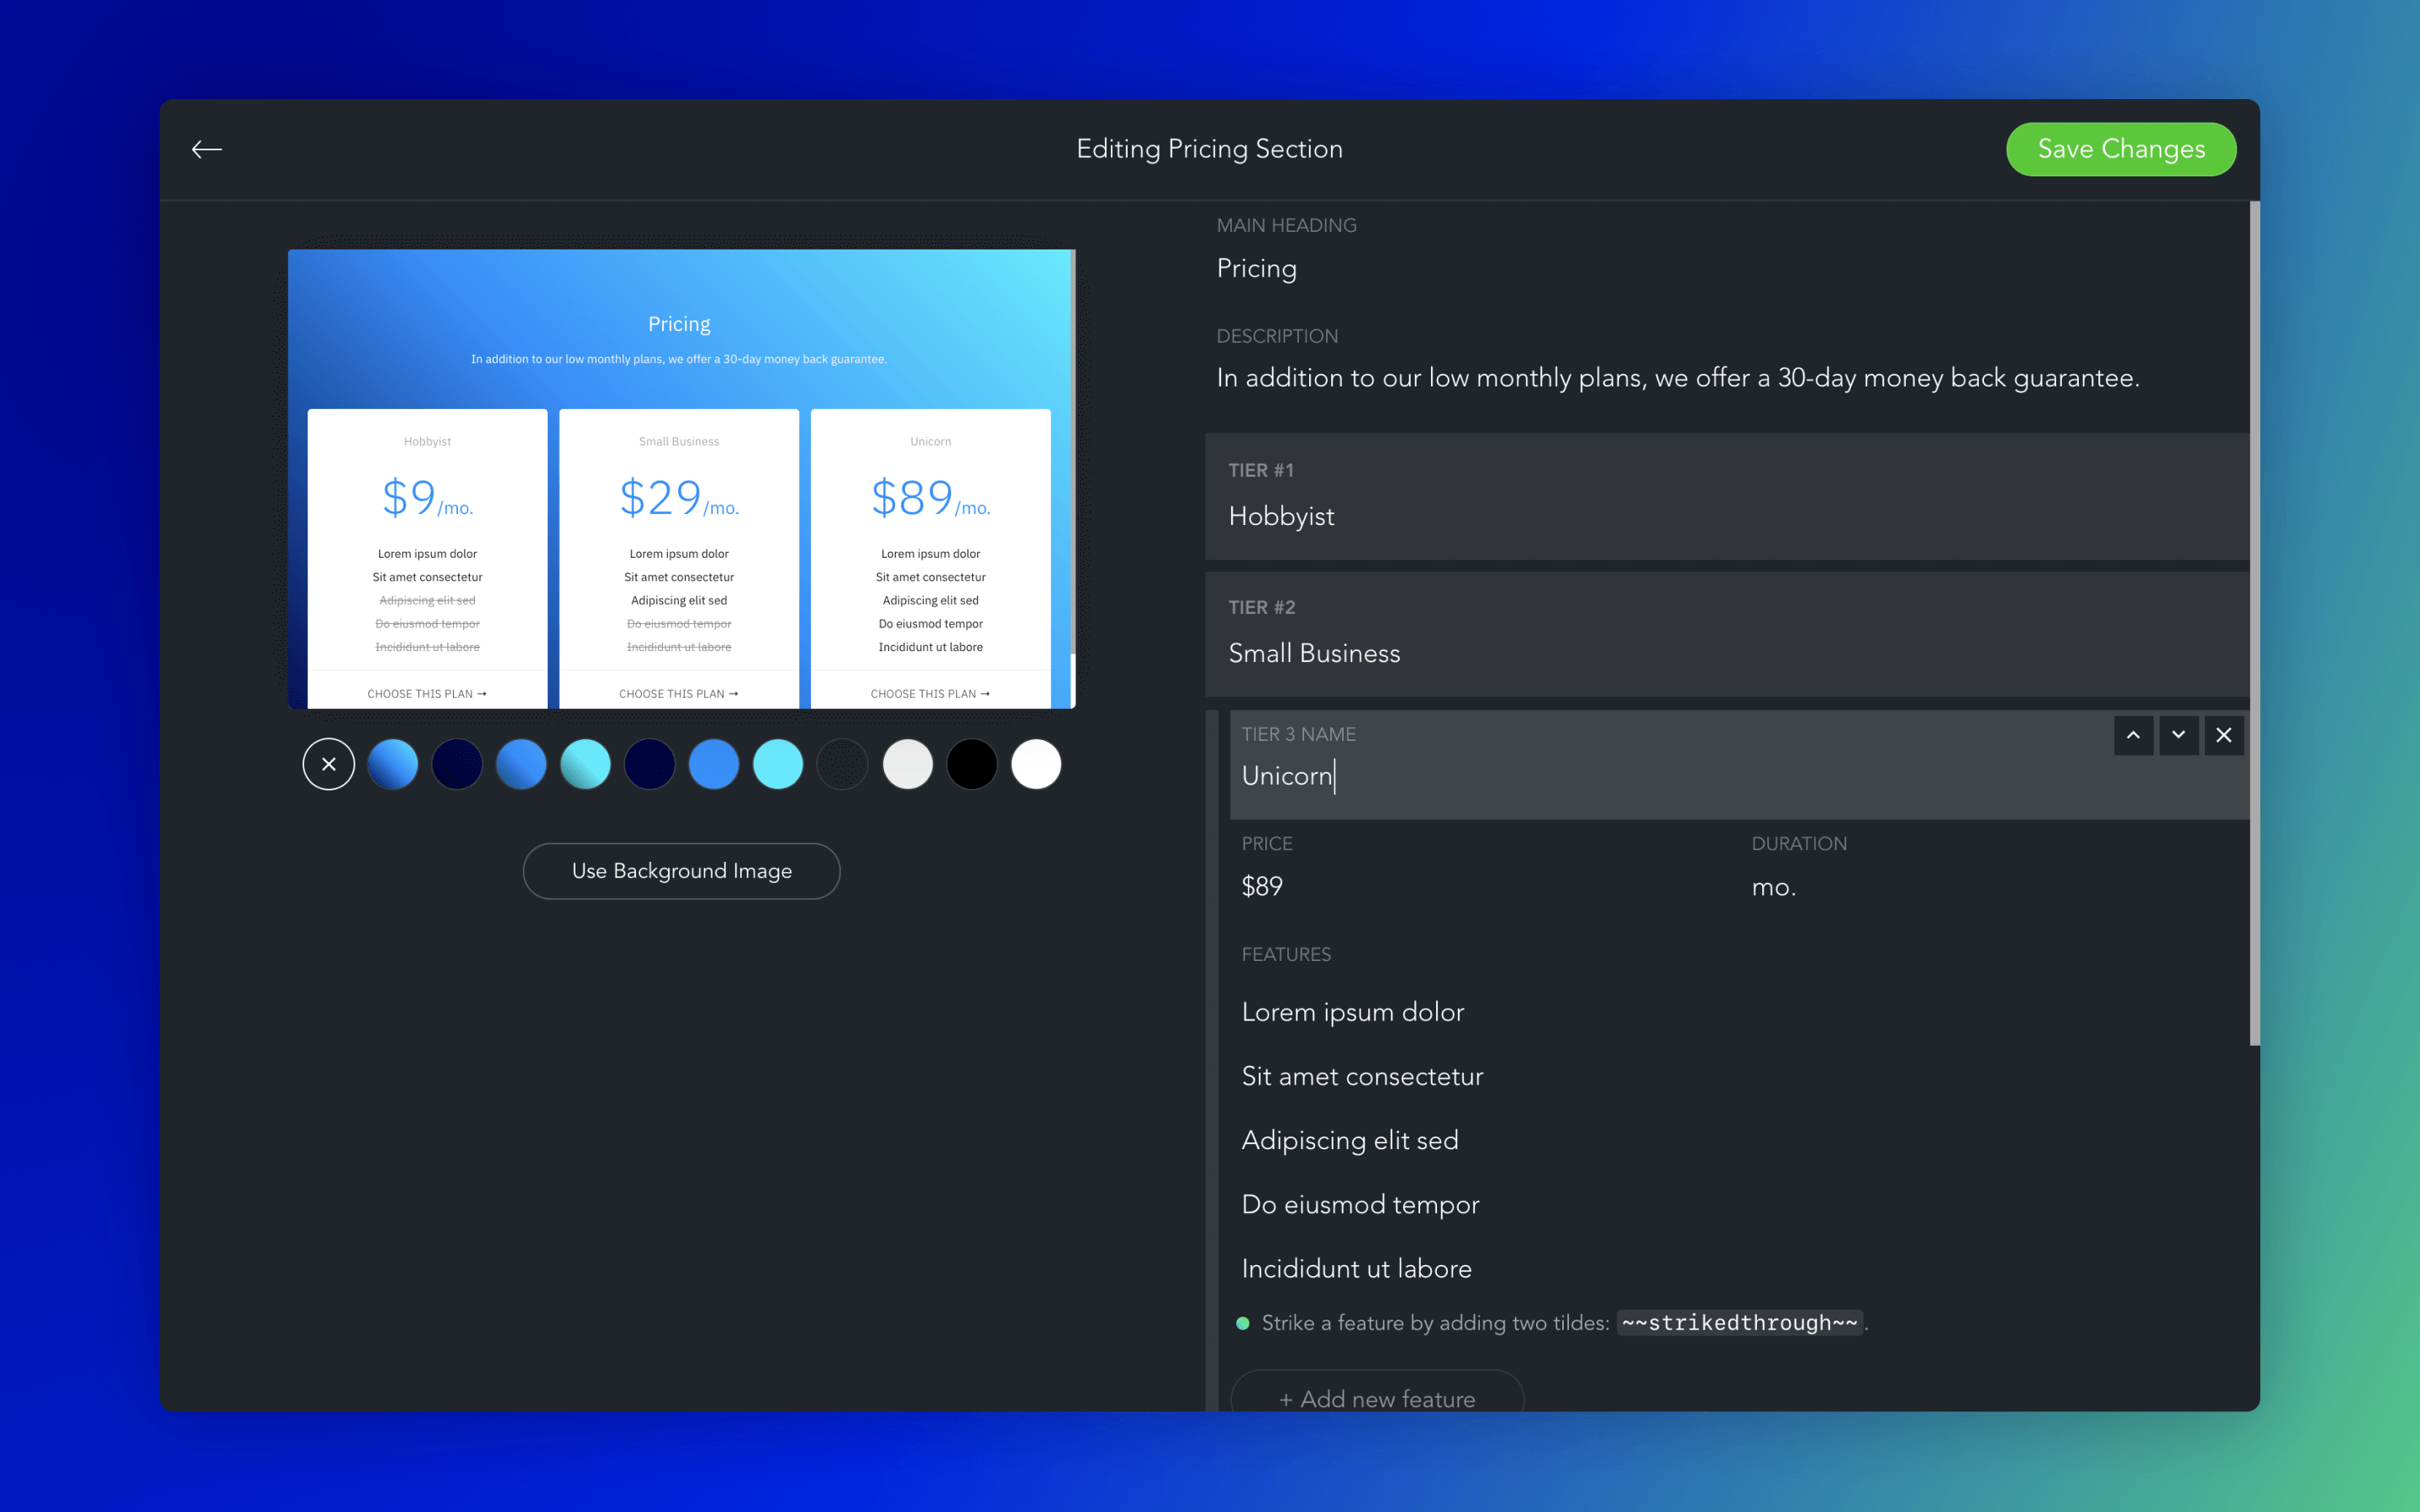 Editing Pricing Section
Save Changes
Pricing
In addition to our low monthly plans, we offer a 30-day money back guarantee.
Hobbyist
$9/mo.
Lorem ipsum dolor
Sit amet consectetur
Adipiscing elit sed
Do eiusmod tempor
Incididunt ut labore
CHOOSE THIS PLAN →
Small Business
$29/mo.
Lorem ipsum dolor
Sit amet consectetur
Adipiscing elit sed
Do eiusmod tempor
Incididunt ut labore
CHOOSE THIS PLAN →
Unicorn
$89/mo.
Lorem ipsum dolor
Sit amet consectetur
Adipiscing elit sed
Do eiusmod tempor
Incididunt ut labore
CHOOSE THIS PLAN →
Use Background Image
MAIN HEADING
Pricing
DESCRIPTION
In addition to our low monthly plans, we offer a 30-day money back guarantee.
TIER #1
Hobbyist
TIER #2
Small Business
TIER 3 NAME
Unicorn
PRICE
$89
DURATION
mo.
FEATURES
Lorem ipsum dolor
Sit amet consectetur
Adipiscing elit sed
Do eiusmod tempor
Incididunt ut labore
Strike a feature by adding two tildes: ~~strikedthrough~~.
+ Add new feature